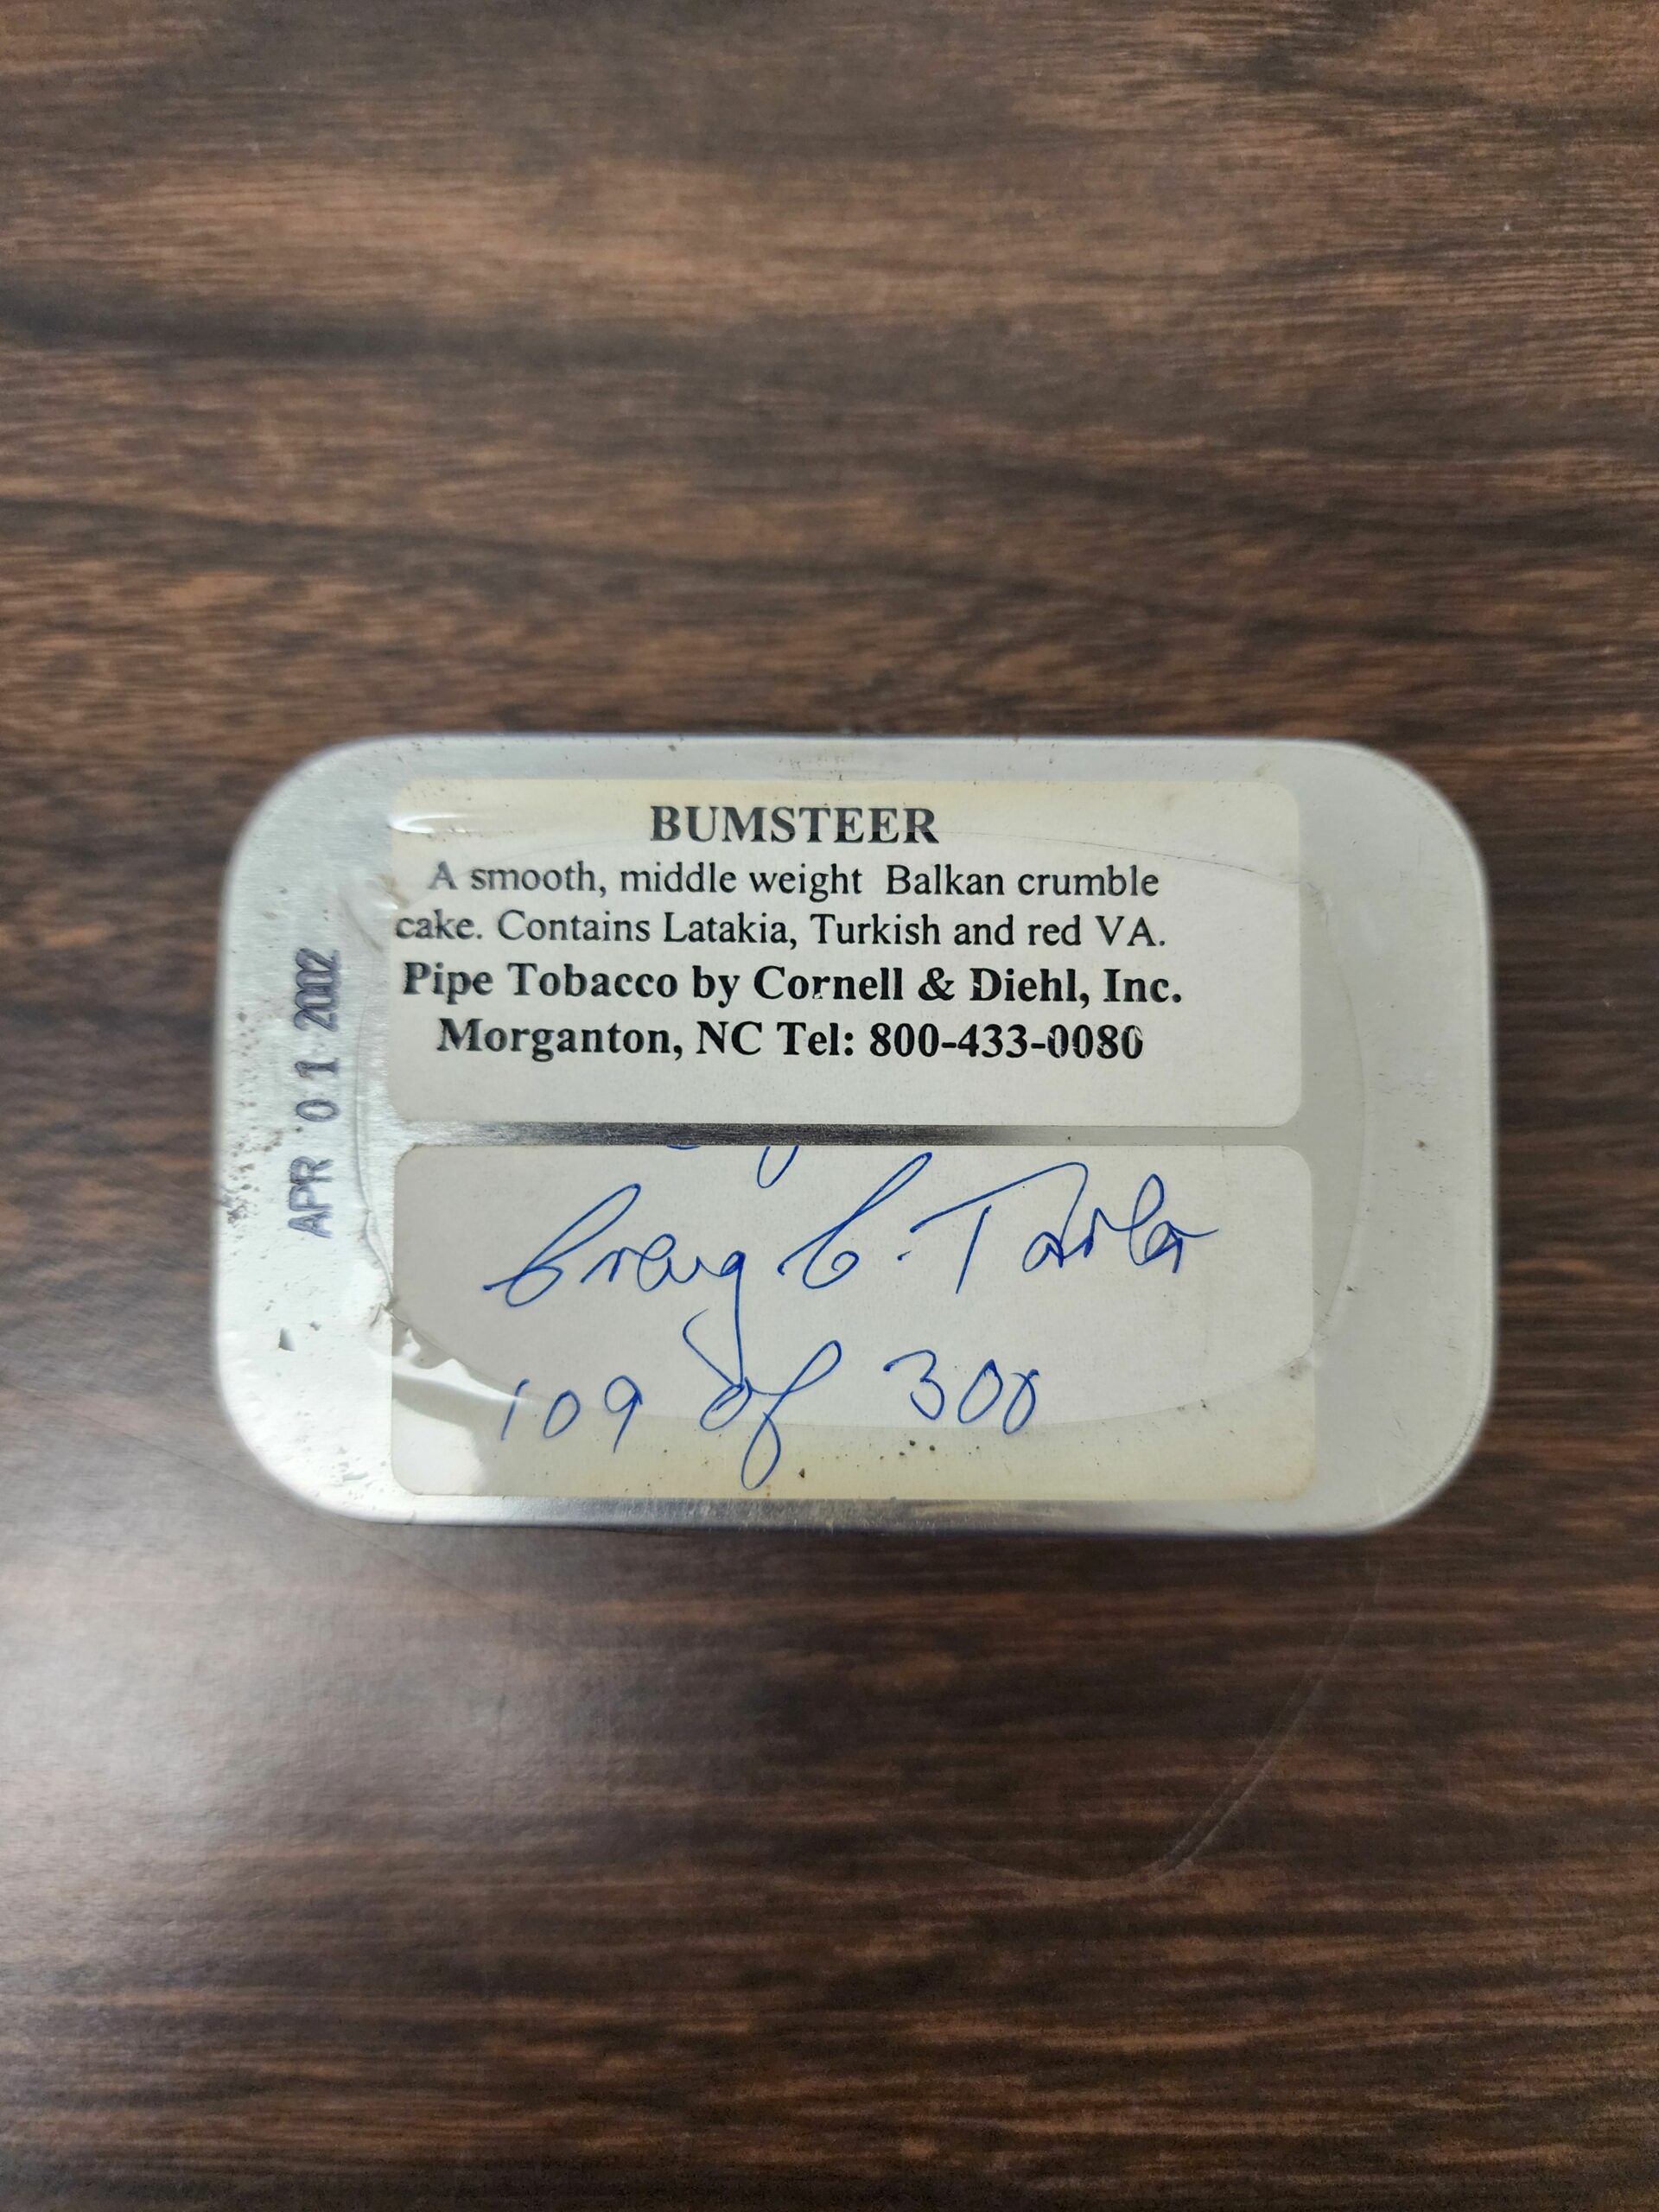 BUMSTEER
A smooth, middle weight Balkan crumble
cake. Contains Latakia, Turkish and red VA.
Pipe Tobacco by Cornell & Diehl, Inc.
Morganton, NC Tel: 800-433-0080
Craig C. Tarler
109 of 300
APR 01 2002